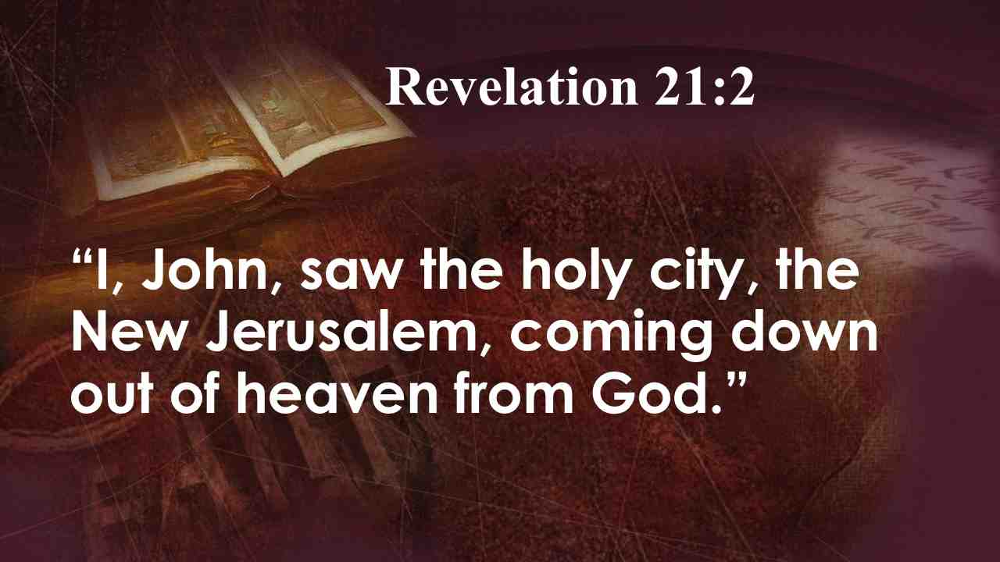 Revelation 21:2
“I, John, saw the holy city, the
New Jerusalem, coming down
out of heaven from God.”